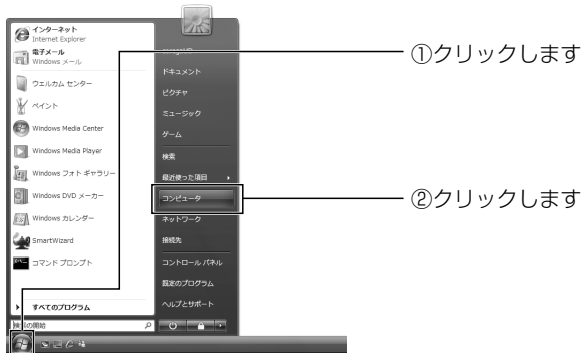 インターネット
Internet Explorer
電子メール
Windows メール
ウェルカム センター
ペイント
Windows Media Center
Windows Media Player
Windows フォト ギャラリー
Windows DVD メーカー
Windows カレンダー
SmartWizard
コマンド プロンプト
すべてのプログラム
の開始
ドキュメント
ピクチャ
ミュージック
ゲーム
検索
最近使った項目
コンピュータ
ネットワーク
接続先
コントロール パネル
既定のプログラム
ヘルプとサポート
①クリックします
②クリックします